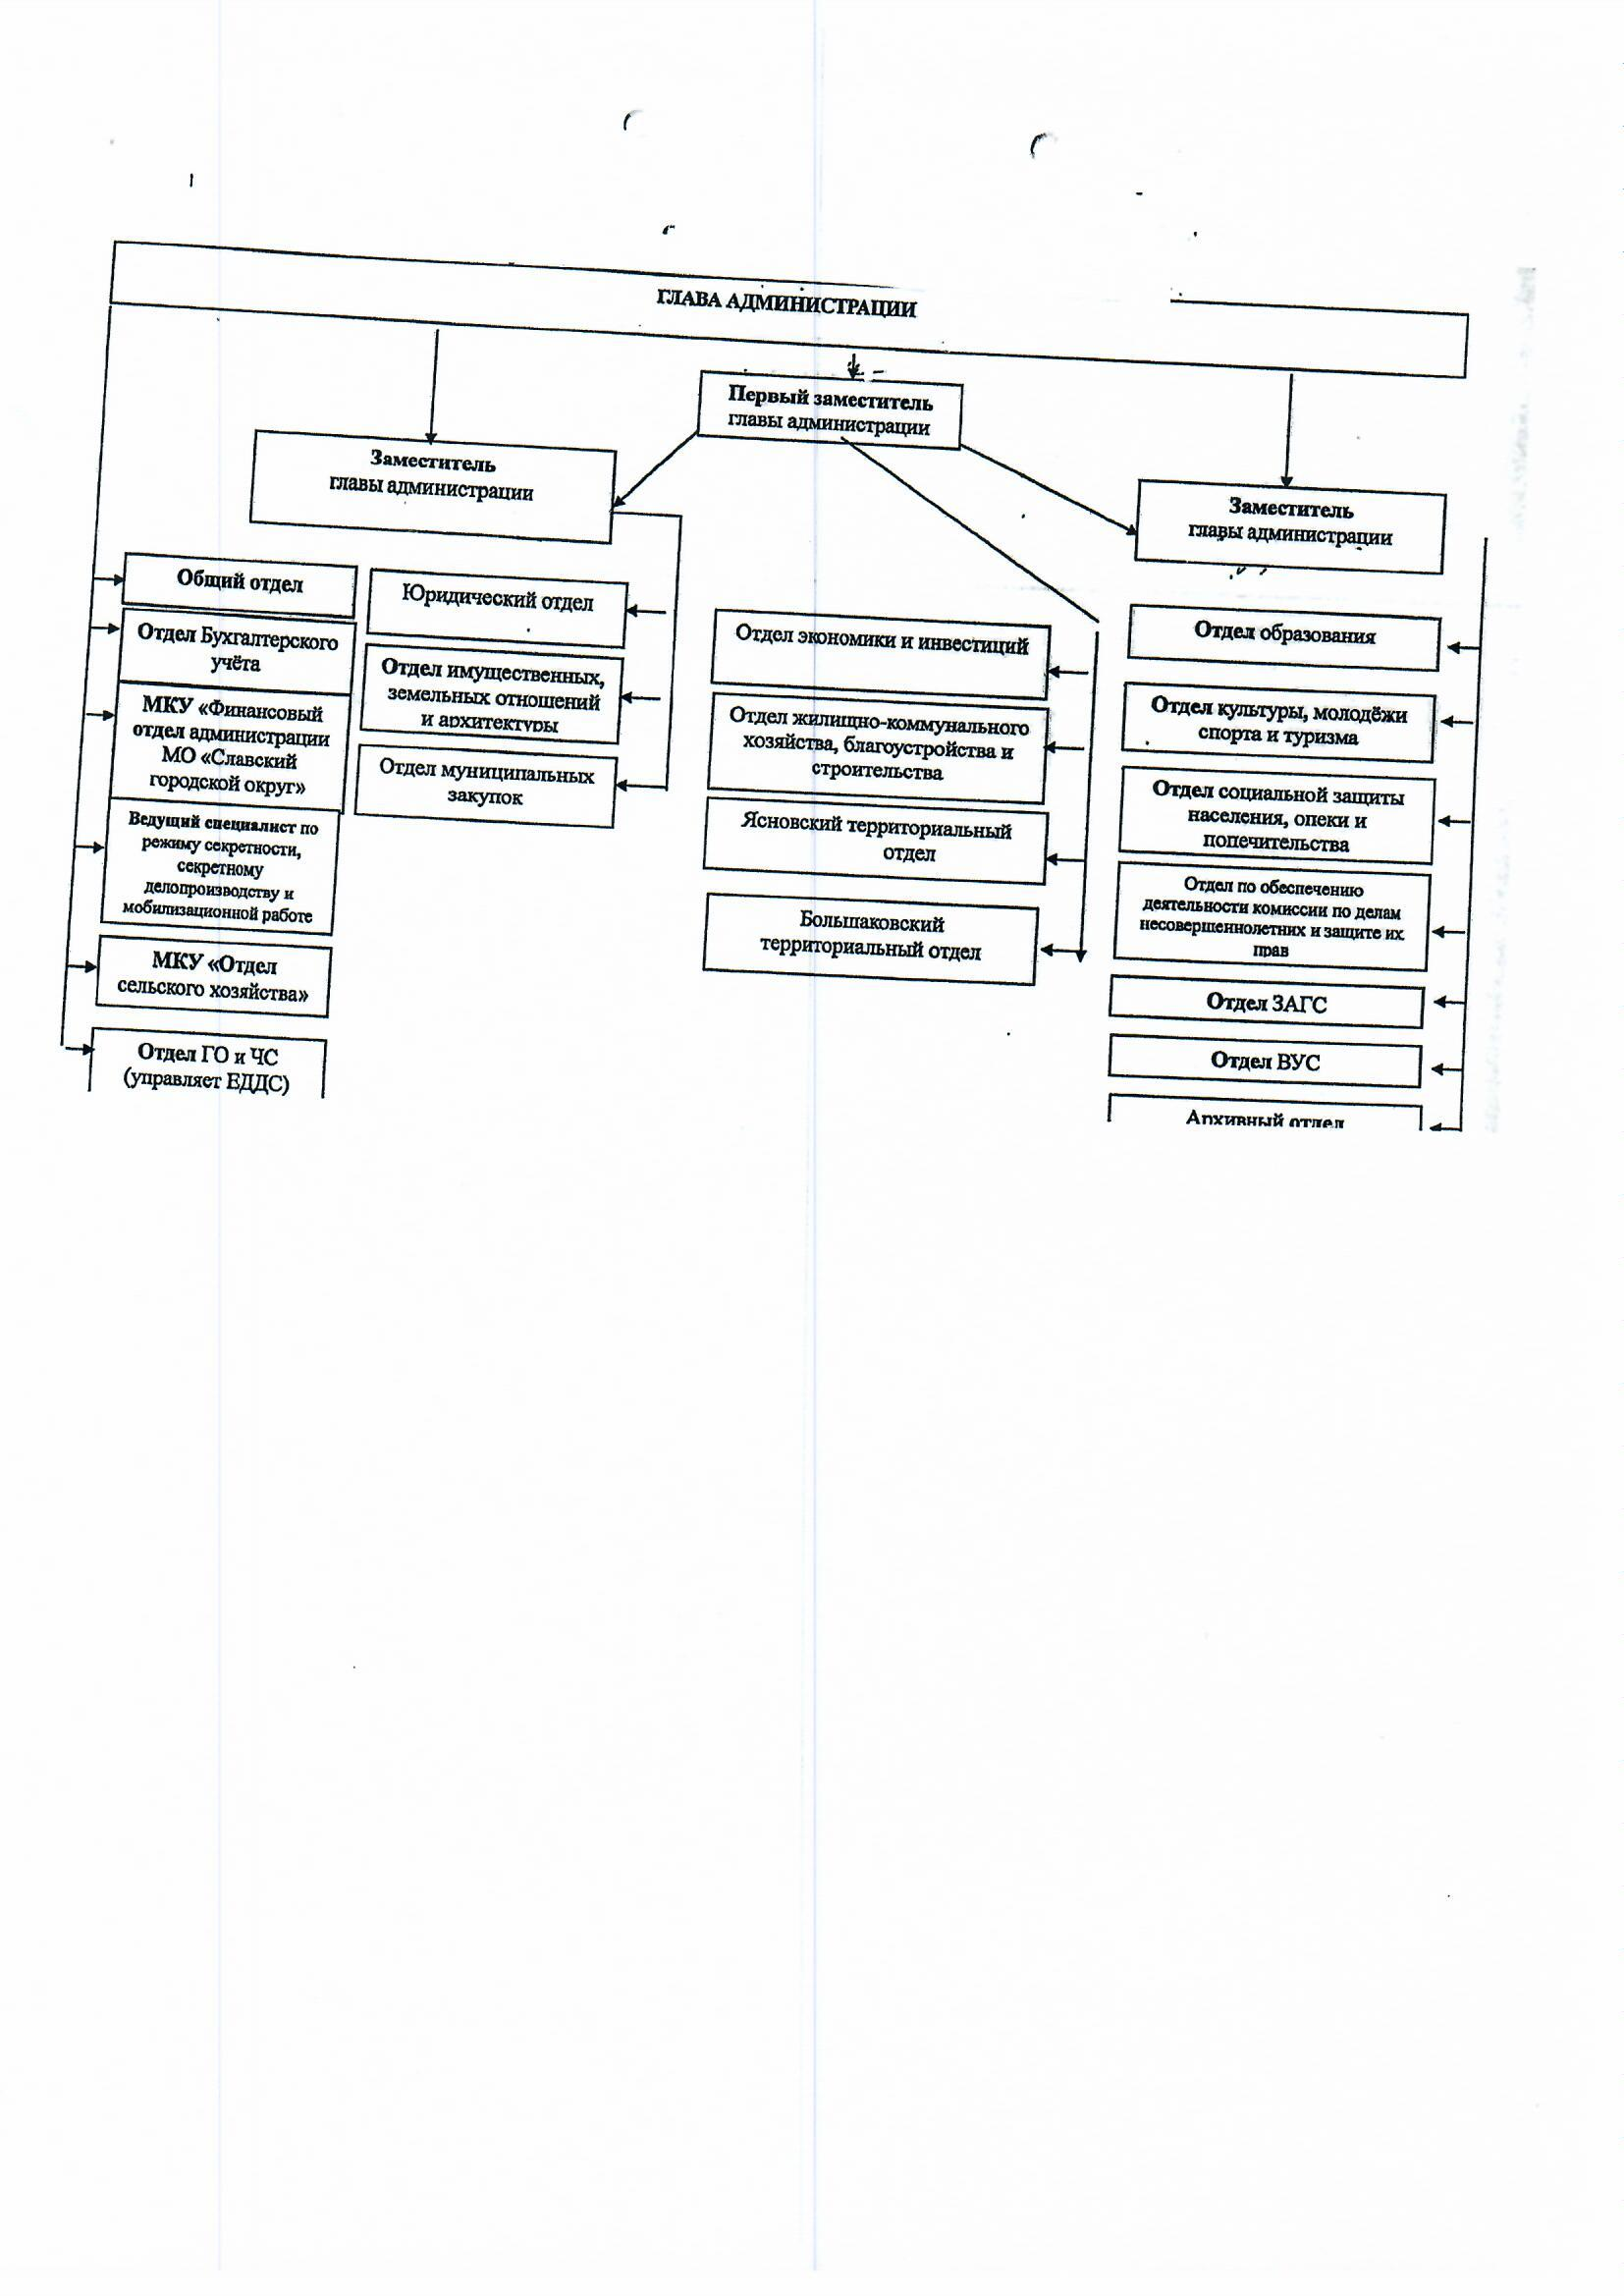 ГЛАВА АДМИНИСТРАЦИИ
Первый заместитель
главы администрации
Заместитель
главы администрации
Заместитель
главы администрации
Общий отдел
Отдел Бухгалтерского
учёта
МКУ «Финансовый
отдел администрации
МО «Славский
городской округ»
Ведущий специалист по
режиму секретности,
секретному
делопроизводству и
мобилизационной работе
МКУ «Отдел
сельского хозяйства»
Отдел ГО и ЧС
(управляет ЕДДС)
Юридический отдел
Отдел имущественных,
земельных отношений
и архитектуры
Отдел муниципальных
закупок
Отдел экономики и инвестиций
Отдел жилищно-коммунального
хозяйства, благоустройства и
строительства
Ясновский территориальный
отдел
Большаковский
территориальный отдел
Отдел образования
Отдел культуры, молодёжи
спорта и туризма
Отдел социальной защиты
населения, опеки и
попечительства
Отдел по обеспечению
деятельности комиссии по делам
несовершеннолетних и защите их
прав
Отдел ЗАГС
Отдел ВУС
Архивный отдел